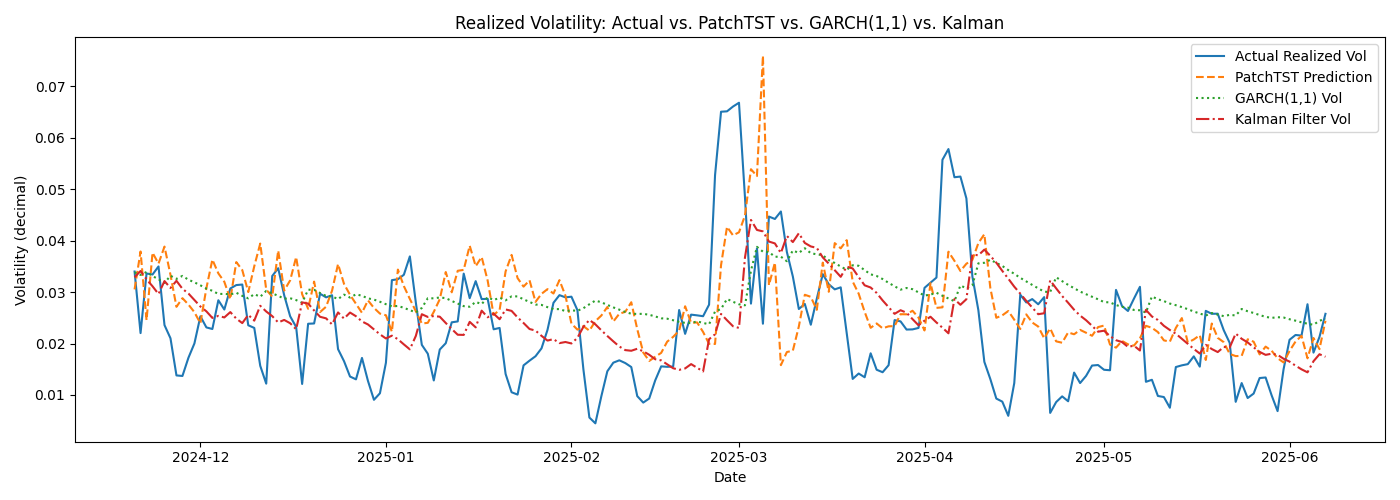 Realized Volatility: Actual vs. PatchTST vs. GARCH(1,1) vs. Kalman
Actual Realized Vol
PatchTST Prediction
GARCH(1,1) Vol
Kalman Filter Vol
Volatility (decimal)
0.07
0.06
0.05
0.04
0.03
0.02
0.01
2024-12
2025-01
2025-02
2025-03
2025-04
2025-05
2025-06
Date